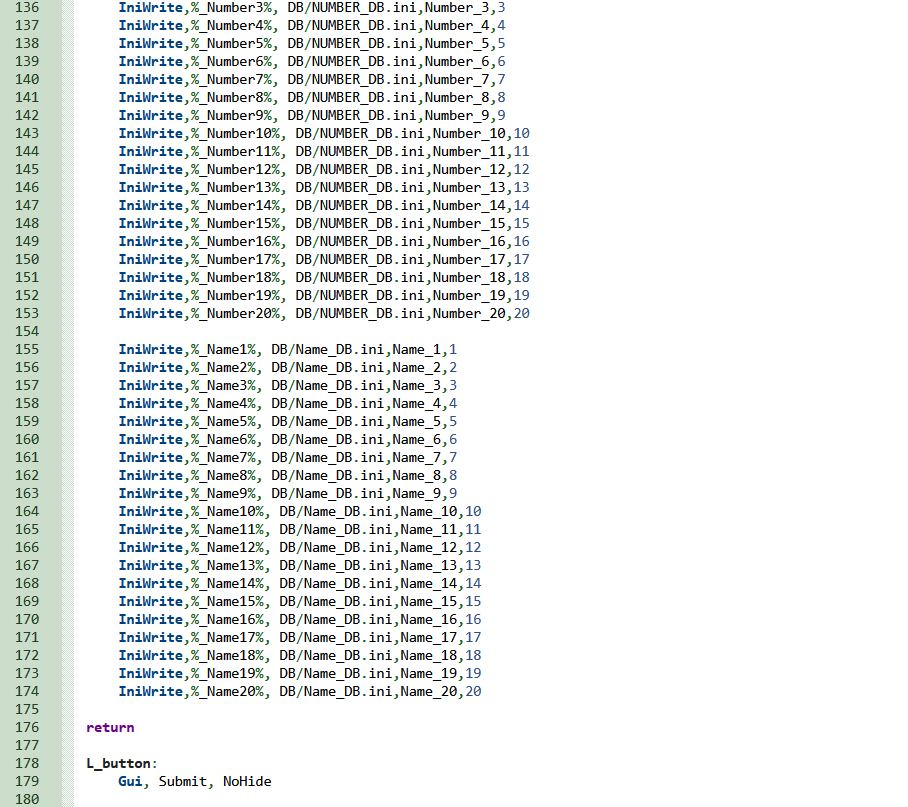 136 IniWrite,%_Number3%, DB/NUMBER_DB.ini,Number_3,3
137 IniWrite,%_Number4%, DB/NUMBER_DB.ini,Number_4,4
138 IniWrite,%_Number5%, DB/NUMBER_DB.ini,Number_5,5
139 IniWrite,%_Number6%, DB/NUMBER_DB.ini,Number_6,6
140 IniWrite,%_Number7%, DB/NUMBER_DB.ini,Number_7,7
141 IniWrite,%_Number8%, DB/NUMBER_DB.ini,Number_8,8
142 IniWrite,%_Number9%, DB/NUMBER_DB.ini,Number_9,9
143 IniWrite,%_Number10%, DB/NUMBER_DB.ini,Number_10,10
144 IniWrite,%_Number11%, DB/NUMBER_DB.ini,Number_11,11
145 IniWrite,%_Number12%, DB/NUMBER_DB.ini,Number_12,12
146 IniWrite,%_Number13%, DB/NUMBER_DB.ini,Number_13,13
147 IniWrite,%_Number14%, DB/NUMBER_DB.ini,Number_14,14
148 IniWrite,%_Number15%, DB/NUMBER_DB.ini,Number_15,15
149 IniWrite,%_Number16%, DB/NUMBER_DB.ini,Number_16,16
150 IniWrite,%_Number17%, DB/NUMBER_DB.ini,Number_17,17
151 IniWrite,%_Number18%, DB/NUMBER_DB.ini,Number_18,18
152 IniWrite,%_Number19%, DB/NUMBER_DB.ini,Number_19,19
153 IniWrite,%_Number20%, DB/NUMBER_DB.ini,Number_20,20
154
155 IniWrite,%_Name1%, DB/Name_DB.ini,Name_1,1
156 IniWrite,%_Name2%, DB/Name_DB.ini,Name_2,2
157 IniWrite,%_Name3%, DB/Name_DB.ini,Name_3,3
158 IniWrite,%_Name4%, DB/Name_DB.ini,Name_4,4
159 IniWrite,%_Name5%, DB/Name_DB.ini,Name_5,5
160 IniWrite,%_Name6%, DB/Name_DB.ini,Name_6,6
161 IniWrite,%_Name7%, DB/Name_DB.ini,Name_7,7
162 IniWrite,%_Name8%, DB/Name_DB.ini,Name_8,8
163 IniWrite,%_Name9%, DB/Name_DB.ini,Name_9,9
164 IniWrite,%_Name10%, DB/Name_DB.ini,Name_10,10
165 IniWrite,%_Name11%, DB/Name_DB.ini,Name_11,11
166 IniWrite,%_Name12%, DB/Name_DB.ini,Name_12,12
167 IniWrite,%_Name13%, DB/Name_DB.ini,Name_13,13
168 IniWrite,%_Name14%, DB/Name_DB.ini,Name_14,14
169 IniWrite,%_Name15%, DB/Name_DB.ini,Name_15,15
170 IniWrite,%_Name16%, DB/Name_DB.ini,Name_16,16
171 IniWrite,%_Name17%, DB/Name_DB.ini,Name_17,17
172 IniWrite,%_Name18%, DB/Name_DB.ini,Name_18,18
173 IniWrite,%_Name19%, DB/Name_DB.ini,Name_19,19
174 IniWrite,%_Name20%, DB/Name_DB.ini,Name_20,20
175
176 return
177
178 L_button:
179 Gui, Submit, NoHide
180